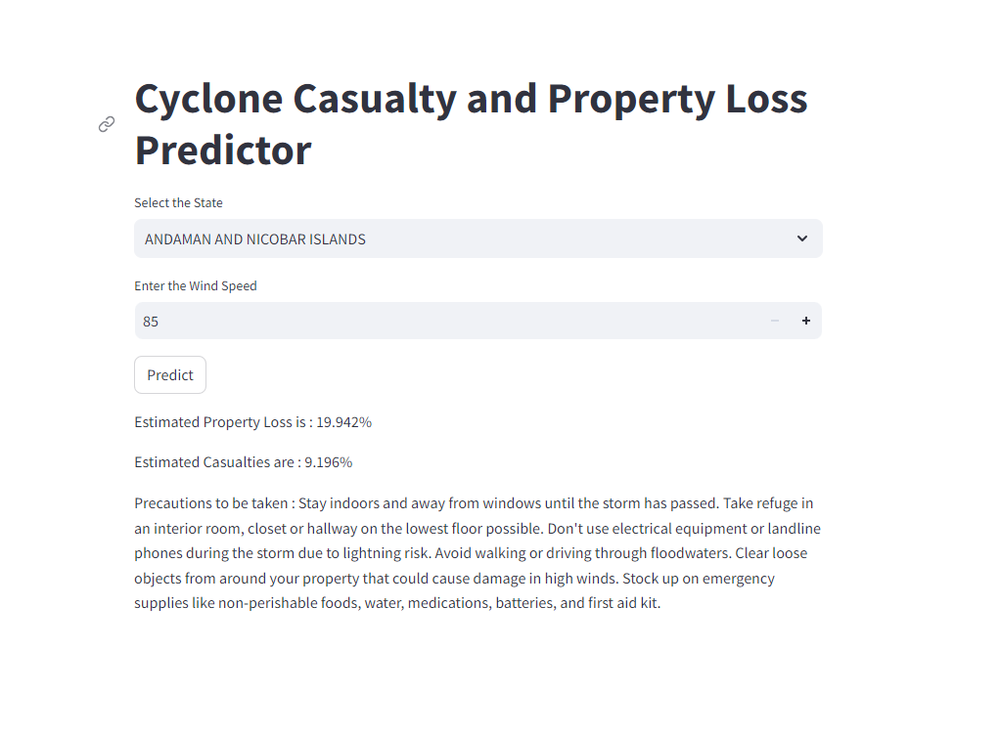 Cyclone Casualty and Property Loss
Predictor
Select the State
ANDAMAN AND NICOBAR ISLANDS
Enter the Wind Speed
85
Predict
Estimated Property Loss is : 19.942%
Estimated Casualties are : 9.196%
Precautions to be taken : Stay indoors and away from windows until the storm has passed. Take refuge in
an interior room, closet or hallway on the lowest floor possible. Don't use electrical equipment or landline
phones during the storm due to lightning risk. Avoid walking or driving through floodwaters. Clear loose
objects from around your property that could cause damage in high winds. Stock up on emergency
supplies like non-perishable foods, water, medications, batteries, and first aid kit.